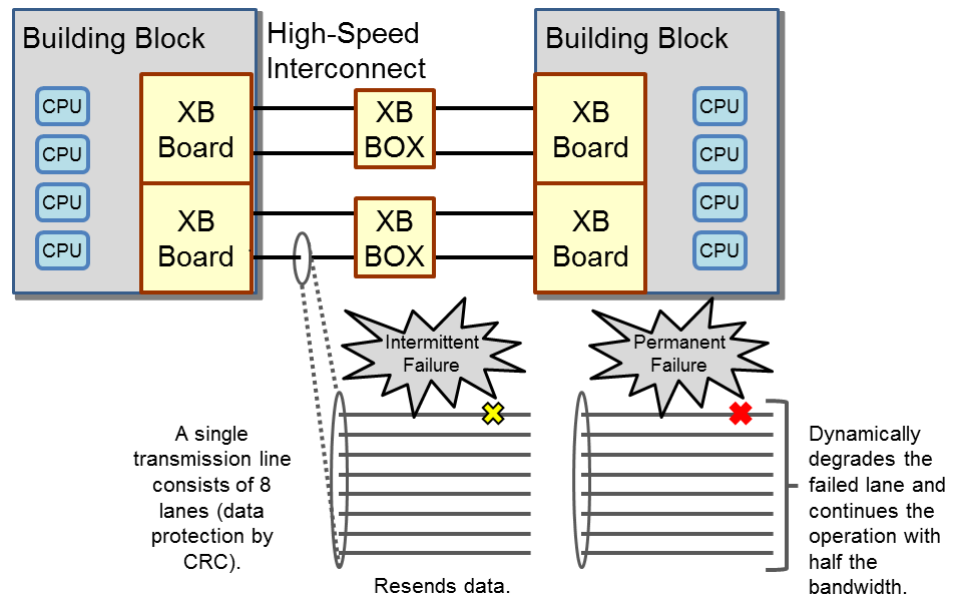 Building Block
High-Speed
Interconnect
Building Block
CPU
CPU
CPU
CPU
XB
Board
XB
Board
XB
BOX
XB
BOX
XB
Board
XB
Board
CPU
CPU
CPU
CPU
Intermittent
Failure
Permanent
Failure
A single
transmission line
consists of 8
lanes (data
protection by
CRC).
Resends data.
Dynamically
degrades the
failed lane and
continues the
operation with
half the
bandwidth.